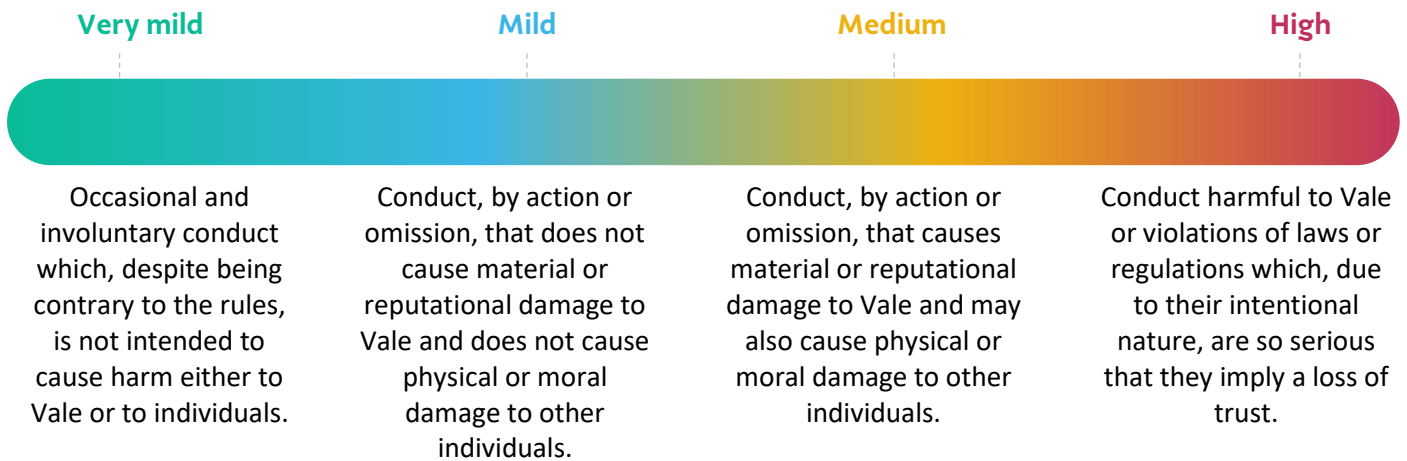 Very mild
Mild
Medium
High
Occasional and
involuntary conduct
which, despite being
contrary to the rules,
is not intended to
cause harm either to
Vale or to individuals.
Conduct, by action or
omission, that does not
cause material or
reputational damage to
Vale and does not cause
physical or moral
damage to other
individuals.
Conduct, by action or
omission, that causes
material or reputational
damage to Vale and may
also cause physical or
moral damage to other
individuals.
Conduct harmful to Vale
or violations of laws or
regulations which, due
to their intentional
nature, are so serious
that they imply a loss of
trust.